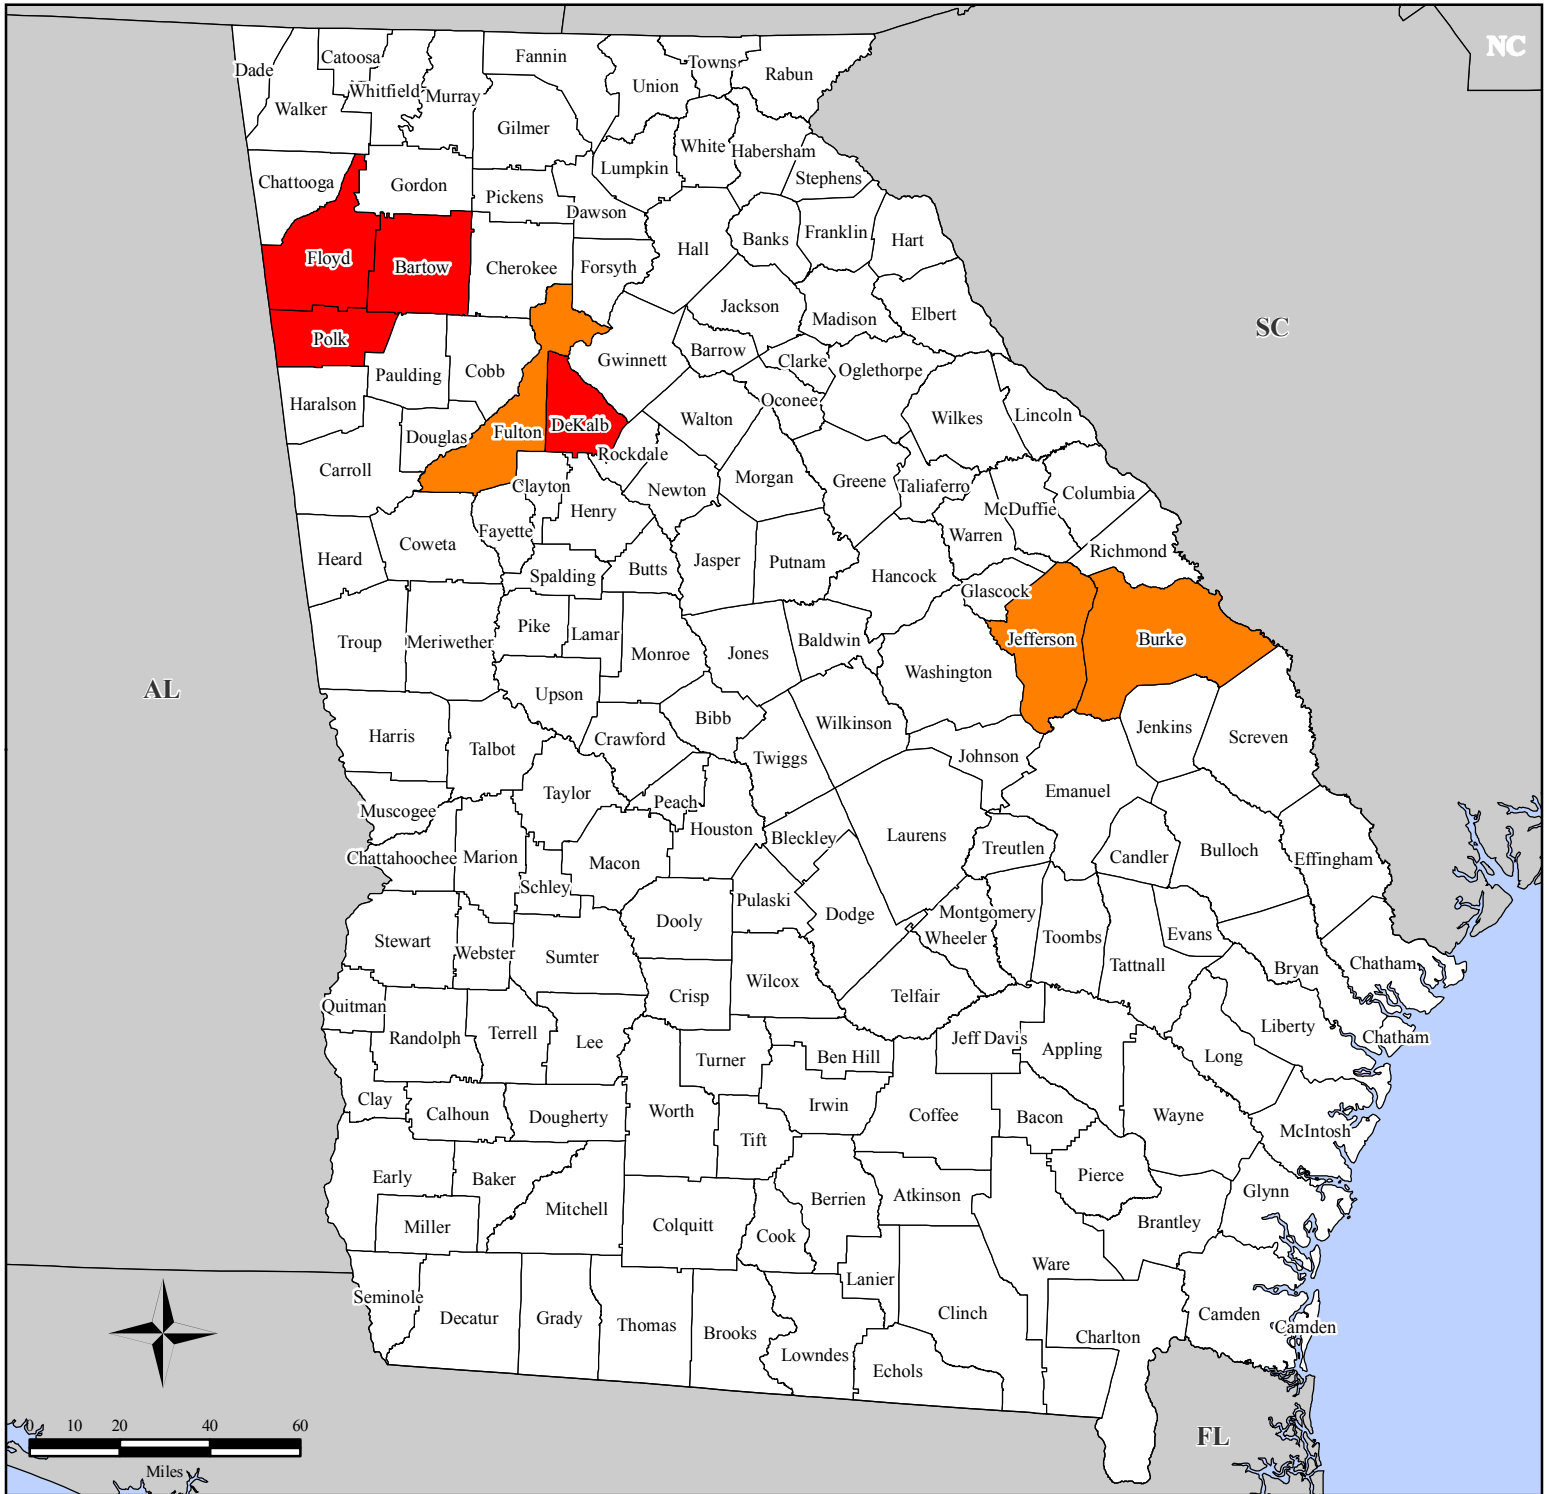 NC
Dade
Catoosa
Whitfield
Murray
Walker
Fannin
Union
Towns
Rabun
Gilmer
White
Habersham
Lumpkin
Stephens
Chattooga
Gordon
Pickens
Dawson
Hall
Banks
Franklin
Hart
Floyd
Bartow
Cherokee
Forsyth
Jackson
Madison
Elbert
SC
Polk
Paulding
Cobb
Gwinnett
Barrow
Clarke
Oglethorpe
Haralson
Douglas
Fulton
DeKalb
Rockdale
Walton
Oconee
Wilkes
Lincoln
Carroll
Clayton
Henry
Newton
Morgan
Greene
Taliaferro
McDuffie
Columbia
Heard
Coweta
Fayette
Spalding
Butts
Jasper
Putnam
Hancock
Warren
Glascock
Richmond
Troup
Meriwether
Pike
Lamar
Monroe
Jones
Baldwin
Washington
Jefferson
Burke
AL
Upson
Bibb
Wilkinson
Harris
Talbot
Crawford
Twiggs
Johnson
Jenkins
Screven
Taylor
Peach
Houston
Emanuel
Muscogee
Chattahoochee
Marion
Schley
Macon
Bleckley
Laurens
Treutlen
Candler
Bulloch
Effingham
Dooly
Pulaski
Dodge
Montgomery
Wheeler
Toombs
Evans
Tattnall
Stewart
Webster
Sumter
Crisp
Wilcox
Telfair
Bryan
Chatham
Quitman
Randolph
Terrell
Lee
Turner
Ben Hill
Jeff Davis
Appling
Long
Liberty
Chatham
Clay
Calhoun
Dougherty
Worth
Tift
Irwin
Coffee
Bacon
Wayne
McIntosh
Early
Baker
Miller
Mitchell
Colquitt
Cook
Berrien
Atkinson
Pierce
Brantley
Glynn
Seminole
Decatur
Grady
Thomas
Brooks
Lowndes
Lanier
Echols
Clinch
Ware
Charlton
Camden
Camden
FL
0 10 20 40 60
Miles